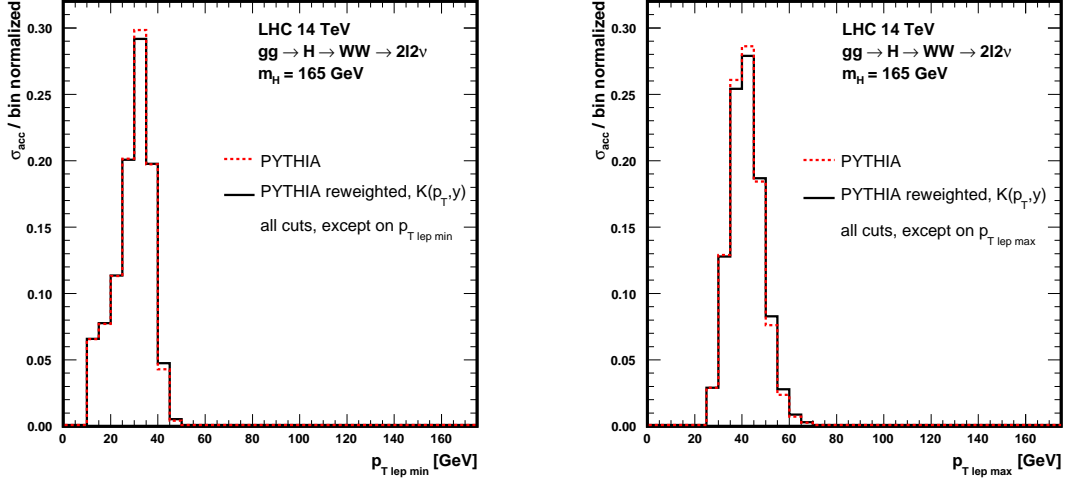 LHC 14 TeV
gg → H → WW → 2l2ν
m_H = 165 GeV
PYTHIA
PYTHIA reweighted, K(p_T,y)
all cuts, except on p_T lep min
σ_acc / bin normalized
0.30
0.25
0.20
0.15
0.10
0.05
0.00
0 20 40 60 80 100 120 140 160
p_T lep min [GeV]
LHC 14 TeV
gg → H → WW → 2l2ν
m_H = 165 GeV
PYTHIA
PYTHIA reweighted, K(p_T,y)
all cuts, except on p_T lep max
σ_acc / bin normalized
0.30
0.25
0.20
0.15
0.10
0.05
0.00
0 20 40 60 80 100 120 140 160
p_T lep max [GeV]